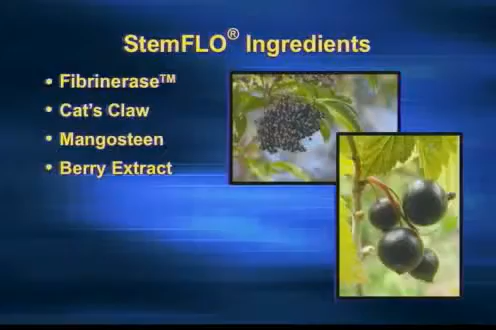 StemFLO® Ingredients
• Fibrinerase™
• Cat's Claw
• Mangosteen
• Berry Extract